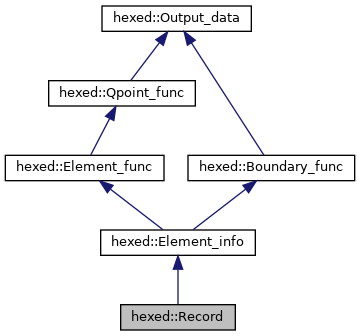 hexed::Output_data
hexed::Qpoint_func
hexed::Element_func
hexed::Boundary_func
hexed::Element_info
hexed::Record